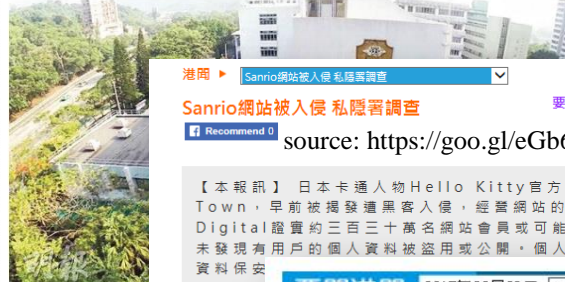 港聞 ▶ Sanrio網站被入侵 私隱署調查
Sanrio網站被入侵 私隱署調查
要
Recommend 0
source: https://goo.gl/eGb6
【本報訊】 日本卡通人物Hello Kitty官方
Town，早前被揭發遭黑客入侵，經營網站的
Digital證實約三百三十萬名網站會員或可能
未發現有用戶的個人資料被盜用或公開。個人
資料保安
明報